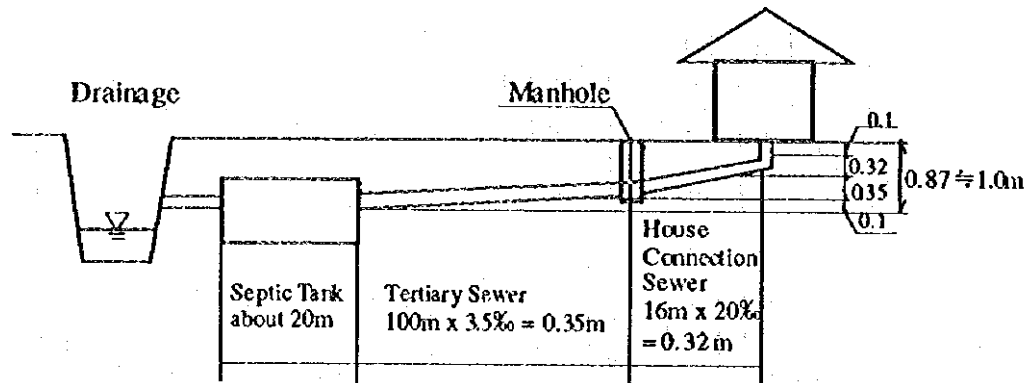 Drainage
Manhole
0.1
0.32
0.35
0.1
0.87≒1.0m
House
Connection
Sewer
16m x 20‰
= 0.32 m
Septic Tank
about 20m
Tertiary Sewer
100m x 3.5‰ = 0.35m